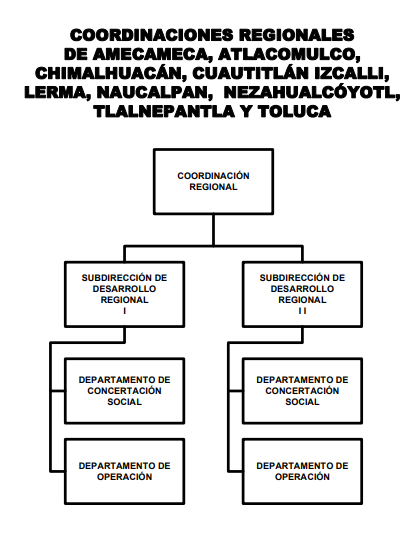 COORDINACIONES REGIONALES
DE AMECAMECA, ATLACOMULCO,
CHIMALHUACÁN, CUAUTITLÁN IZCALLI,
LERMA, NAUCALPAN, NEZAHUALCÓYOTL,
TLALNEPANTLA Y TOLUCA
COORDINACIÓN
REGIONAL
SUBDIRECCIÓN DE
DESARROLLO
REGIONAL
I
SUBDIRECCIÓN DE
DESARROLLO
REGIONAL
I I
DEPARTAMENTO DE
CONCERTACIÓN
SOCIAL
DEPARTAMENTO DE
CONCERTACIÓN
SOCIAL
DEPARTAMENTO DE
OPERACIÓN
DEPARTAMENTO DE
OPERACIÓN